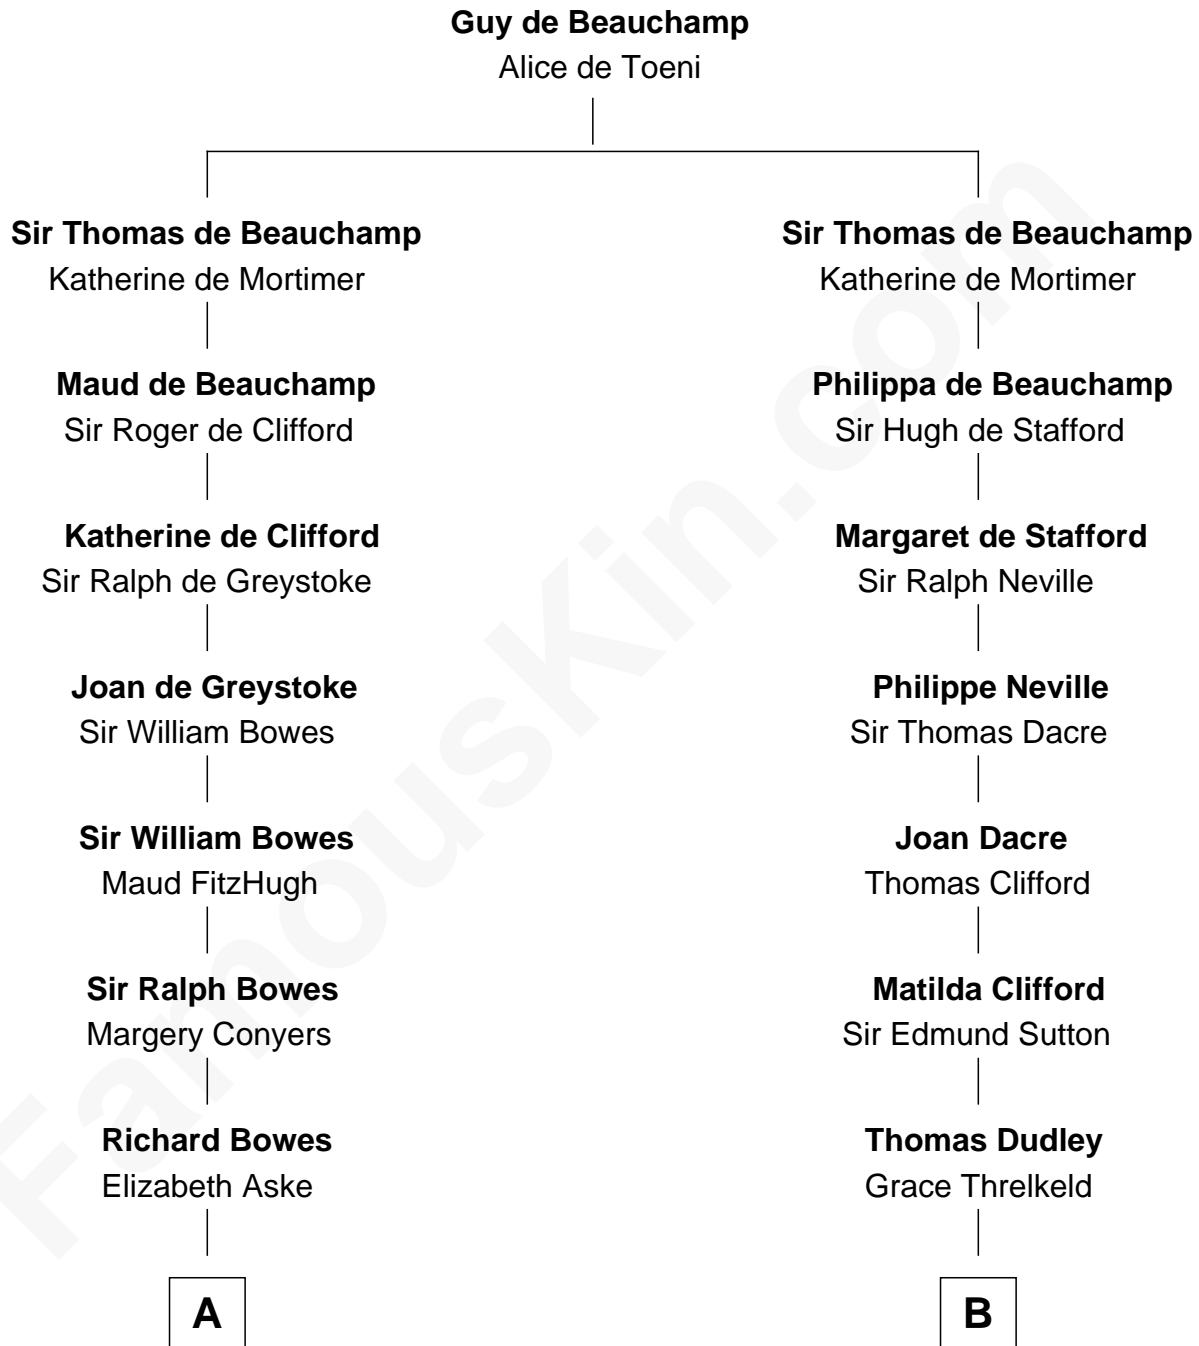 Guy de Beauchamp
Alice de Toeni
Sir Thomas de Beauchamp
Katherine de Mortimer
Sir Thomas de Beauchamp
Katherine de Mortimer
Maud de Beauchamp
Sir Roger de Clifford
Philippa de Beauchamp
Sir Hugh de Stafford
Katherine de Clifford
Sir Ralph de Greystoke
Margaret de Stafford
Sir Ralph Neville
Joan de Greystoke
Sir William Bowes
Philippe Neville
Sir Thomas Dacre
Sir William Bowes
Maud FitzHugh
Joan Dacre
Thomas Clifford
Sir Ralph Bowes
Margery Conyers
Matilda Clifford
Sir Edmund Sutton
Richard Bowes
Elizabeth Aske
Thomas Dudley
Grace Threlkeld
A
B
FamousKin.com